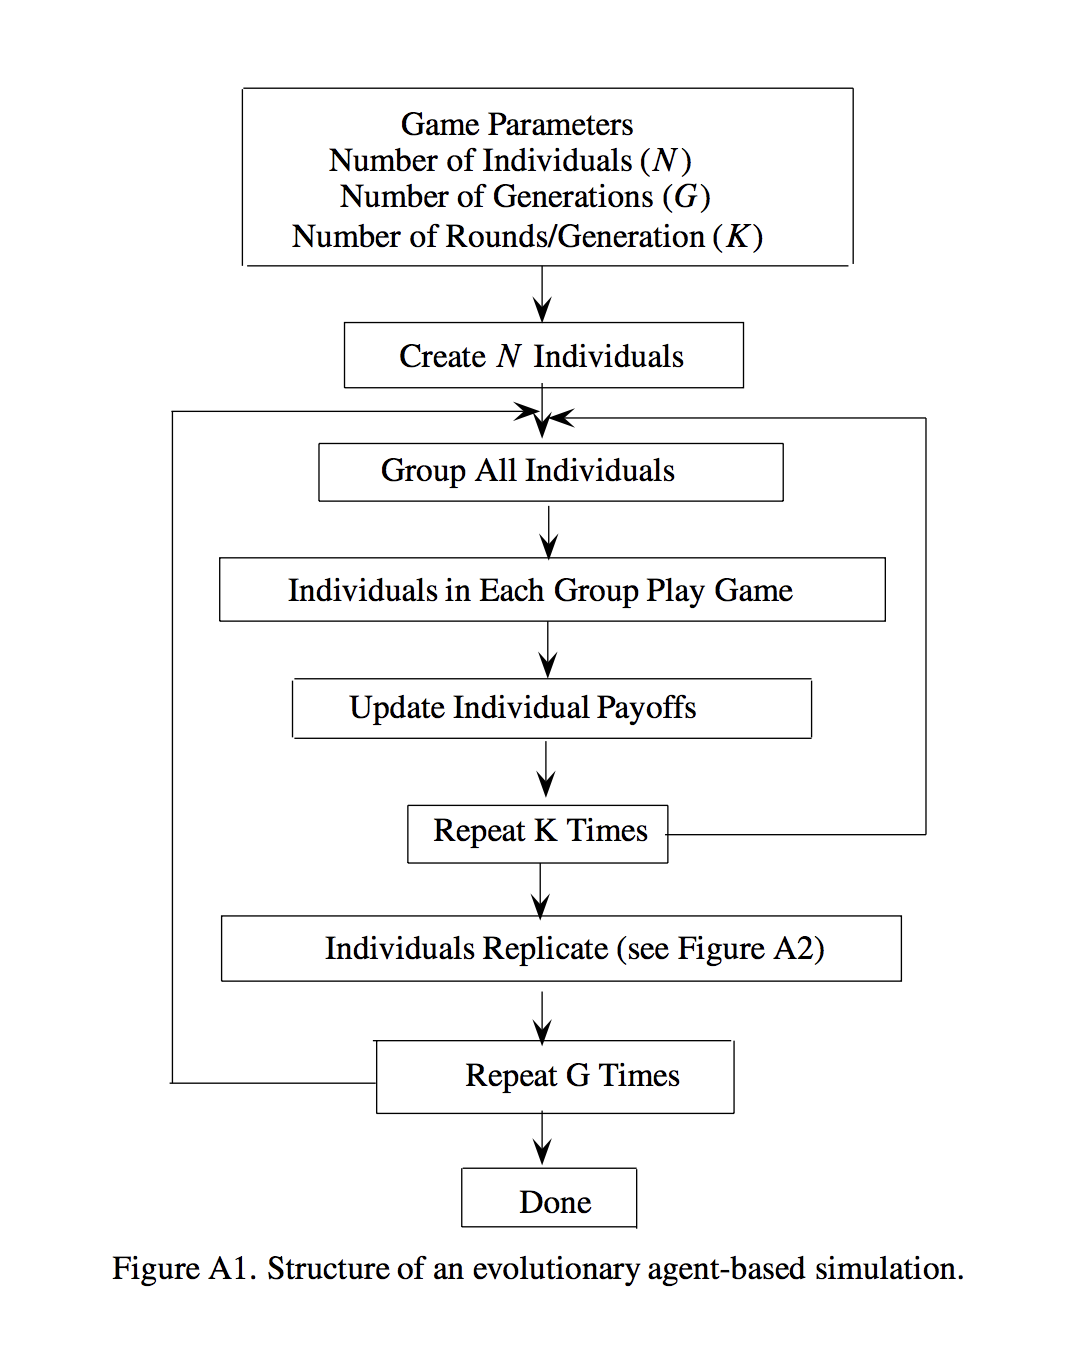 Game Parameters
Number of Individuals (N)
Number of Generations (G)
Number of Rounds/Generation (K)
Create N Individuals
Group All Individuals
Individuals in Each Group Play Game
Update Individual Payoffs
Repeat K Times
Individuals Replicate (see Figure A2)
Repeat G Times
Done
Figure A1. Structure of an evolutionary agent-based simulation.